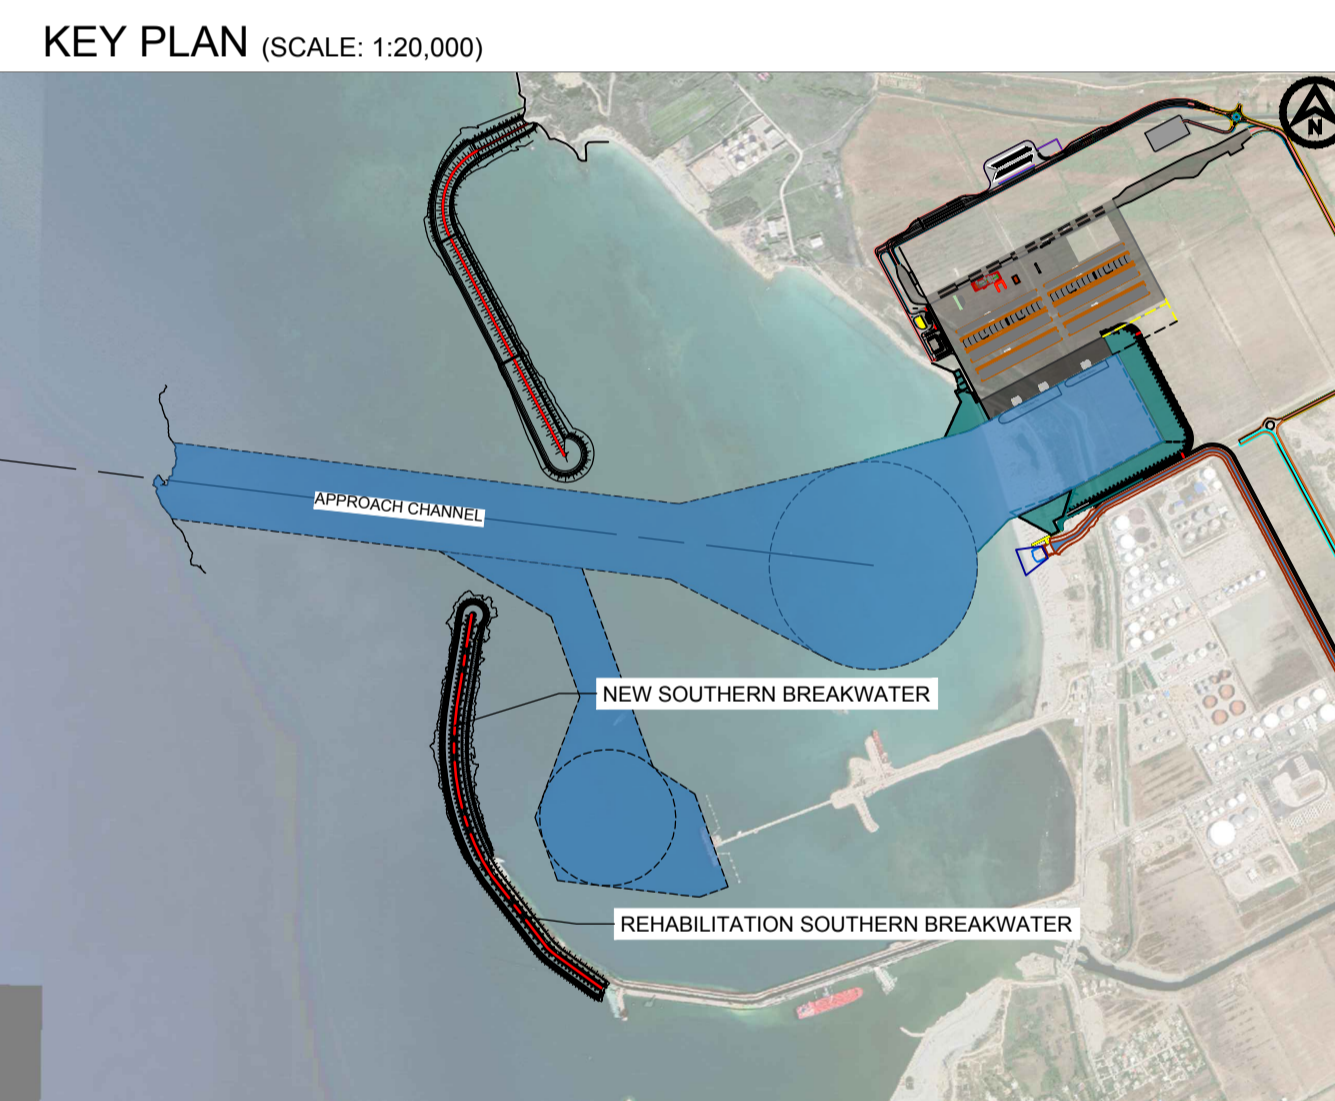 KEY PLAN (SCALE: 1:20,000)
N
APPROACH CHANNEL
NEW SOUTHERN BREAKWATER
REHABILITATION SOUTHERN BREAKWATER